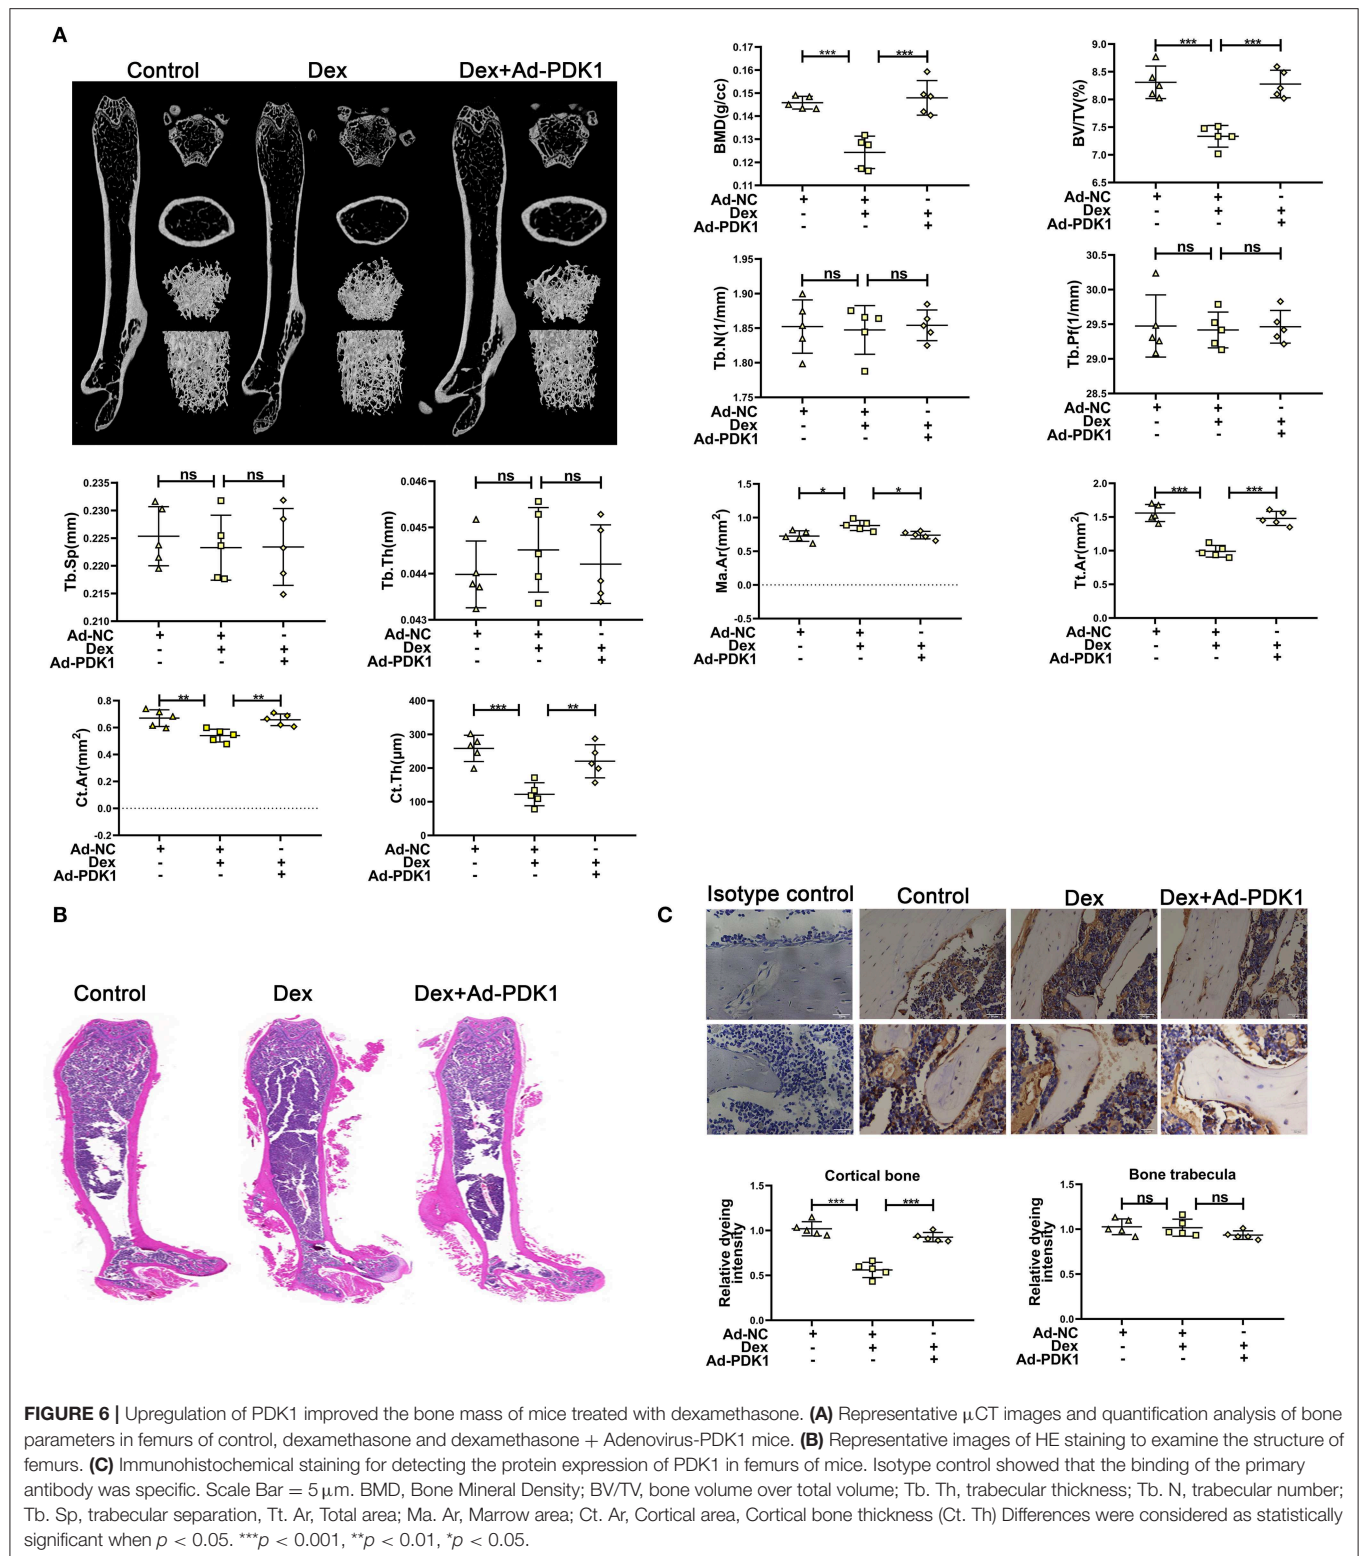 A
Control Dex Dex+Ad-PDK1
BMD(g/cc)
0.17
0.16
0.15
0.14
0.13
0.12
0.11
*** ***
Ad-NC + + -
Dex - + +
Ad-PDK1 - - +
BV/TV(%)
9.0
8.5
8.0
7.5
7.0
6.5
*** ***
Ad-NC + + -
Dex - + +
Ad-PDK1 - - +
Tb.N(1/mm)
1.95
1.90
1.85
1.80
1.75
ns ns
Ad-NC + + -
Dex - + +
Ad-PDK1 - - +
Tb.Pf(1/mm)
30.5
30.0
29.5
29.0
28.5
ns ns
Ad-NC + + -
Dex - + +
Ad-PDK1 - - +
Tb.Sp(mm)
0.235
0.230
0.225
0.220
0.215
0.210
ns ns
Ad-NC + + -
Dex - + +
Ad-PDK1 - - +
Tb.Th(mm)
0.046
0.045
0.044
0.043
ns ns
Ad-NC + + -
Dex - + +
Ad-PDK1 - - +
Ma.Ar(mm²)
1.5
1.0
0.5
0.0
-0.5
* *
Ad-NC + + -
Dex - + +
Ad-PDK1 - - +
Tt.Ar(mm²)
2.0
1.5
1.0
0.5
0.0
*** ***
Ad-NC + + -
Dex - + +
Ad-PDK1 - - +
Ct.Ar(mm²)
0.8
0.6
0.4
0.2
0.0
-0.2
** **
Ad-NC + + -
Dex - + +
Ad-PDK1 - - +
Ct.Th(μm)
400
300
200
100
0
*** **
Ad-NC + + -
Dex - + +
Ad-PDK1 - - +
B
Control Dex Dex+Ad-PDK1
C
Isotype control Control Dex Dex+Ad-PDK1
Cortical bone
Relative dyeing
intensity
1.5
1.0
0.5
0.0
*** ***
Ad-NC + + -
Dex - + +
Ad-PDK1 - - +
Bone trabecula
Relative dyeing
intensity
1.5
1.0
0.5
0.0
ns ns
Ad-NC + + -
Dex - + +
Ad-PDK1 - - +
FIGURE 6 | Upregulation of PDK1 improved the bone mass of mice treated with dexamethasone. (A) Representative μCT images and quantification analysis of bone
parameters in femurs of control, dexamethasone and dexamethasone + Adenovirus-PDK1 mice. (B) Representative images of HE staining to examine the structure of
femurs. (C) Immunohistochemical staining for detecting the protein expression of PDK1 in femurs of mice. Isotype control showed that the binding of the primary
antibody was specific. Scale Bar = 5 μm. BMD, Bone Mineral Density; BV/TV, bone volume over total volume; Tb. Th, trabecular thickness; Tb. N, trabecular number;
Tb. Sp, trabecular separation, Tt. Ar, Total area; Ma. Ar, Marrow area; Ct. Ar, Cortical area, Cortical bone thickness (Ct. Th) Differences were considered as statistically
significant when p < 0.05. ***p < 0.001, **p < 0.01, *p < 0.05.